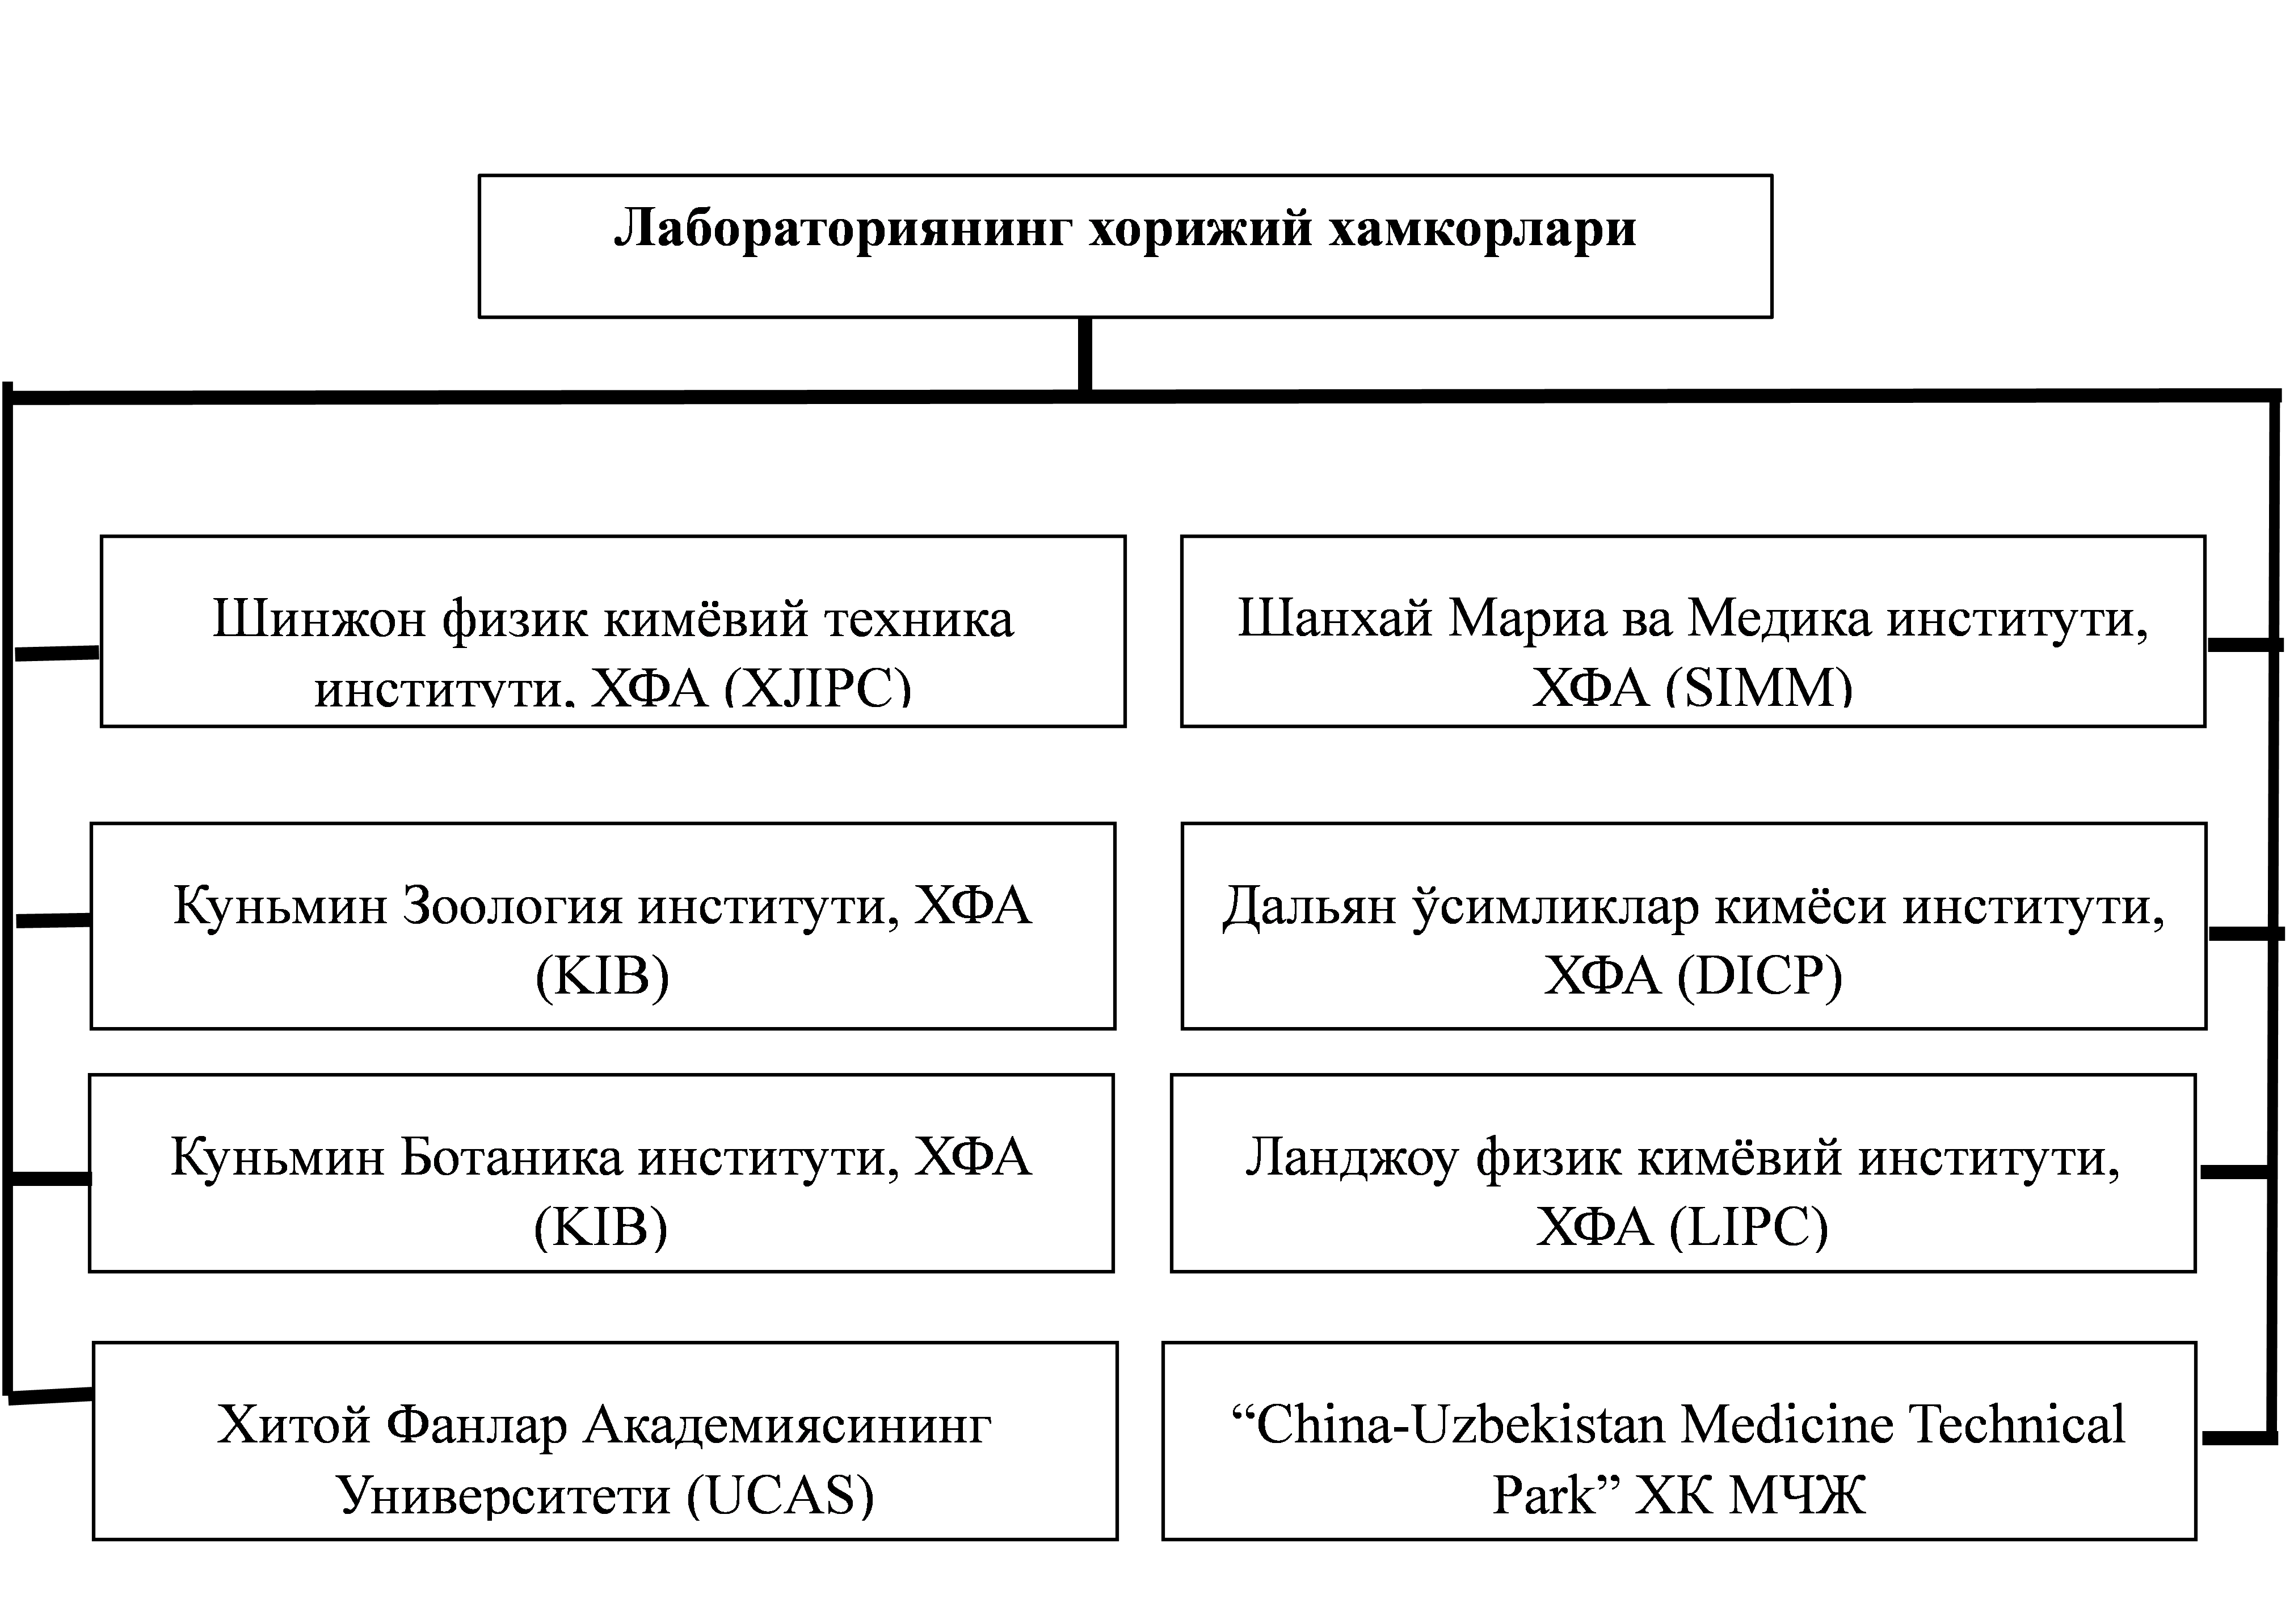 Лабораториянинг хорижий хамкорлари
Шинжон физик кимёвий техника
институти, ХФА (XJIPC)
Шанхай Мариа ва Медика институти,
ХФА (SIMM)
Куньмин Зоология институти, ХФА
(KIB)
Дальян ўсимликлар кимёси институти,
ХФА (DICP)
Куньмин Ботаника институти, ХФА
(KIB)
Ланджоу физик кимёвий институти,
ХФА (LIPC)
Хитой Фанлар Академиясининг
Университети (UCAS)
“China-Uzbekistan Medicine Technical
Park” ХК МЧЖ